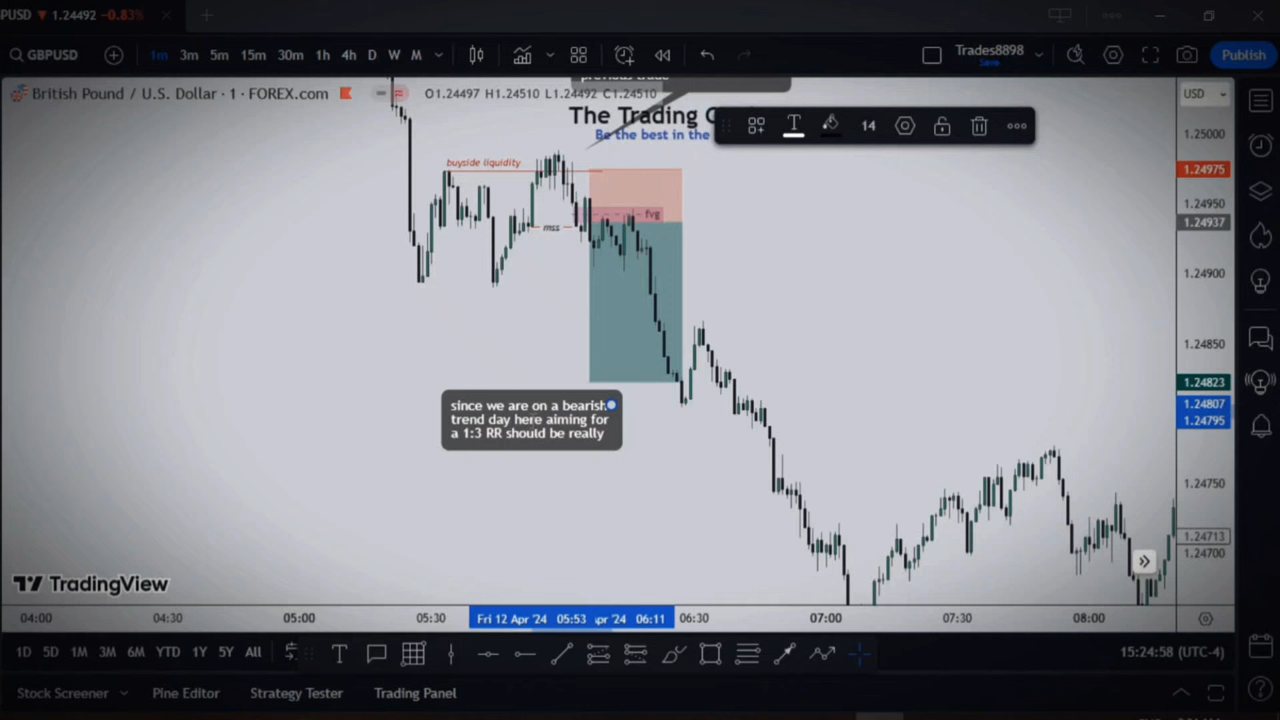 PUSD ▼ 1.24492 −0.83%
GBPUSD
1m 3m 5m 15m 30m 1h 4h D W M
Trades8898
Save
Publish
British Pound / U.S. Dollar · 1 · FOREX.com
O1.24497 H1.24510 L1.24492 C1.24510
USD
previous trade
The Trading
Be the best in the
14
buyside liquidity
fvg
mss
since we are on a bearish
trend day here aiming for
a 1:3 RR should be really
1.25000
1.24975
1.24950
1.24937
1.24900
1.24850
1.24823
1.24807
1.24795
1.24750
1.24713
1.24700
TradingView
04:00 04:30 05:00 05:30 Fri 12 Apr '24 05:53 pr '24 06:11 06:30 07:00 07:30 08:00
1D 5D 1M 3M 6M YTD 1Y 5Y All
15:24:58 (UTC-4)
Stock Screener Pine Editor Strategy Tester Trading Panel